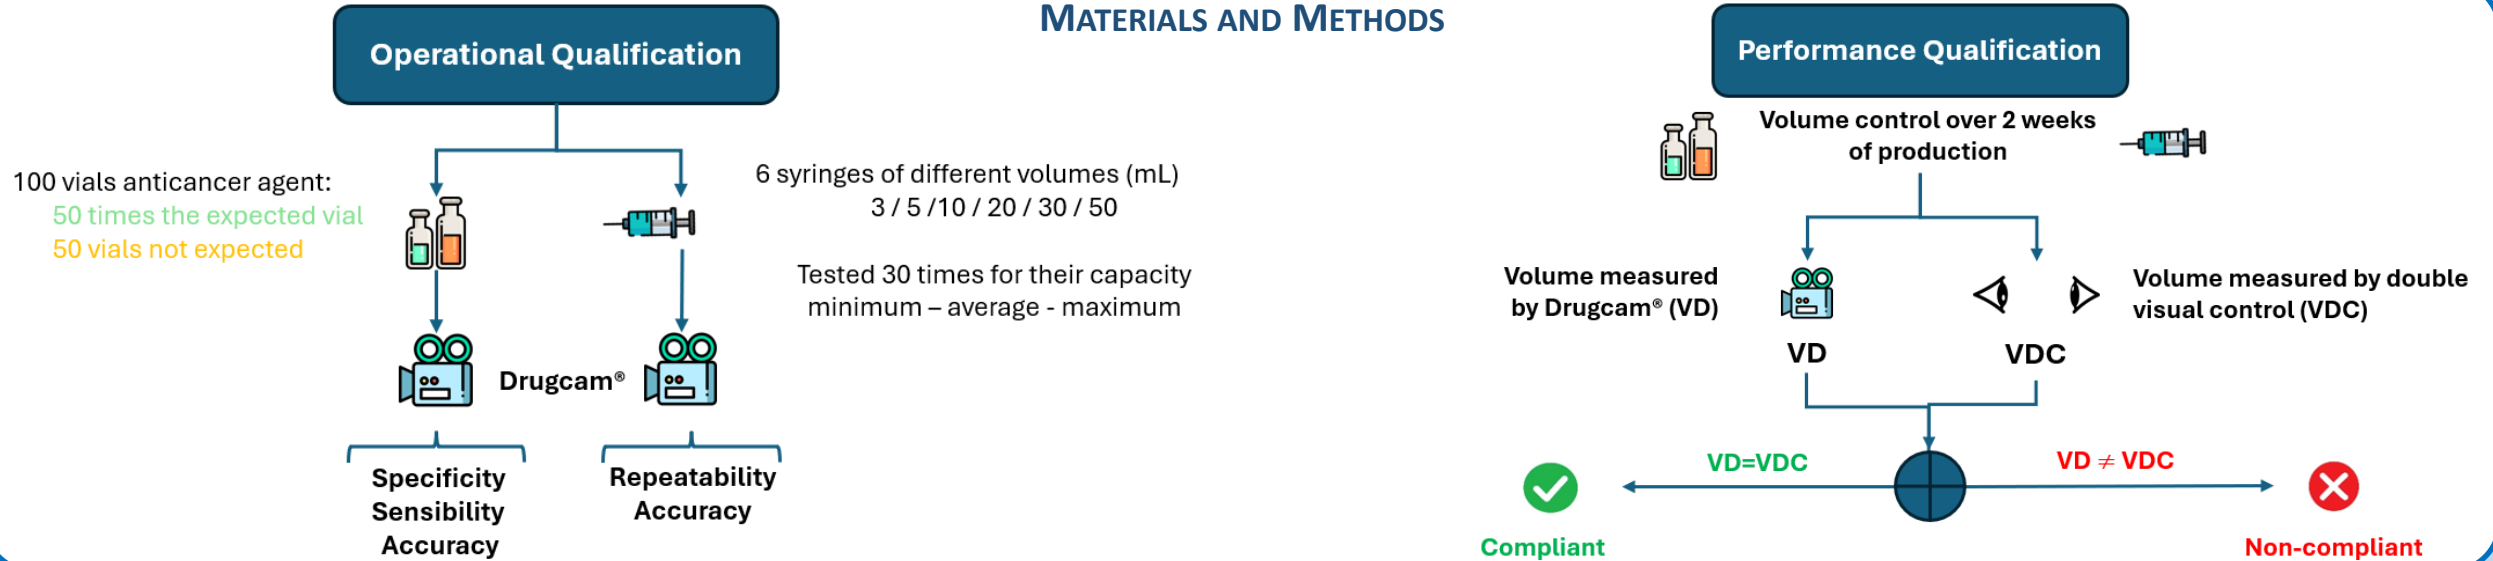 MATERIALS AND METHODS
Operational Qualification
100 vials anticancer agent:
50 times the expected vial
50 vials not expected
6 syringes of different volumes (mL)
3 / 5 /10 / 20 / 30 / 50
Tested 30 times for their capacity
minimum – average - maximum
Drugcam®
Specificity
Sensibility
Accuracy
Repeatability
Accuracy
Performance Qualification
Volume control over 2 weeks
of production
Volume measured
by Drugcam® (VD)
Volume measured by double
visual control (VDC)
VD
VDC
VD=VDC
VD ≠ VDC
Compliant
Non-compliant